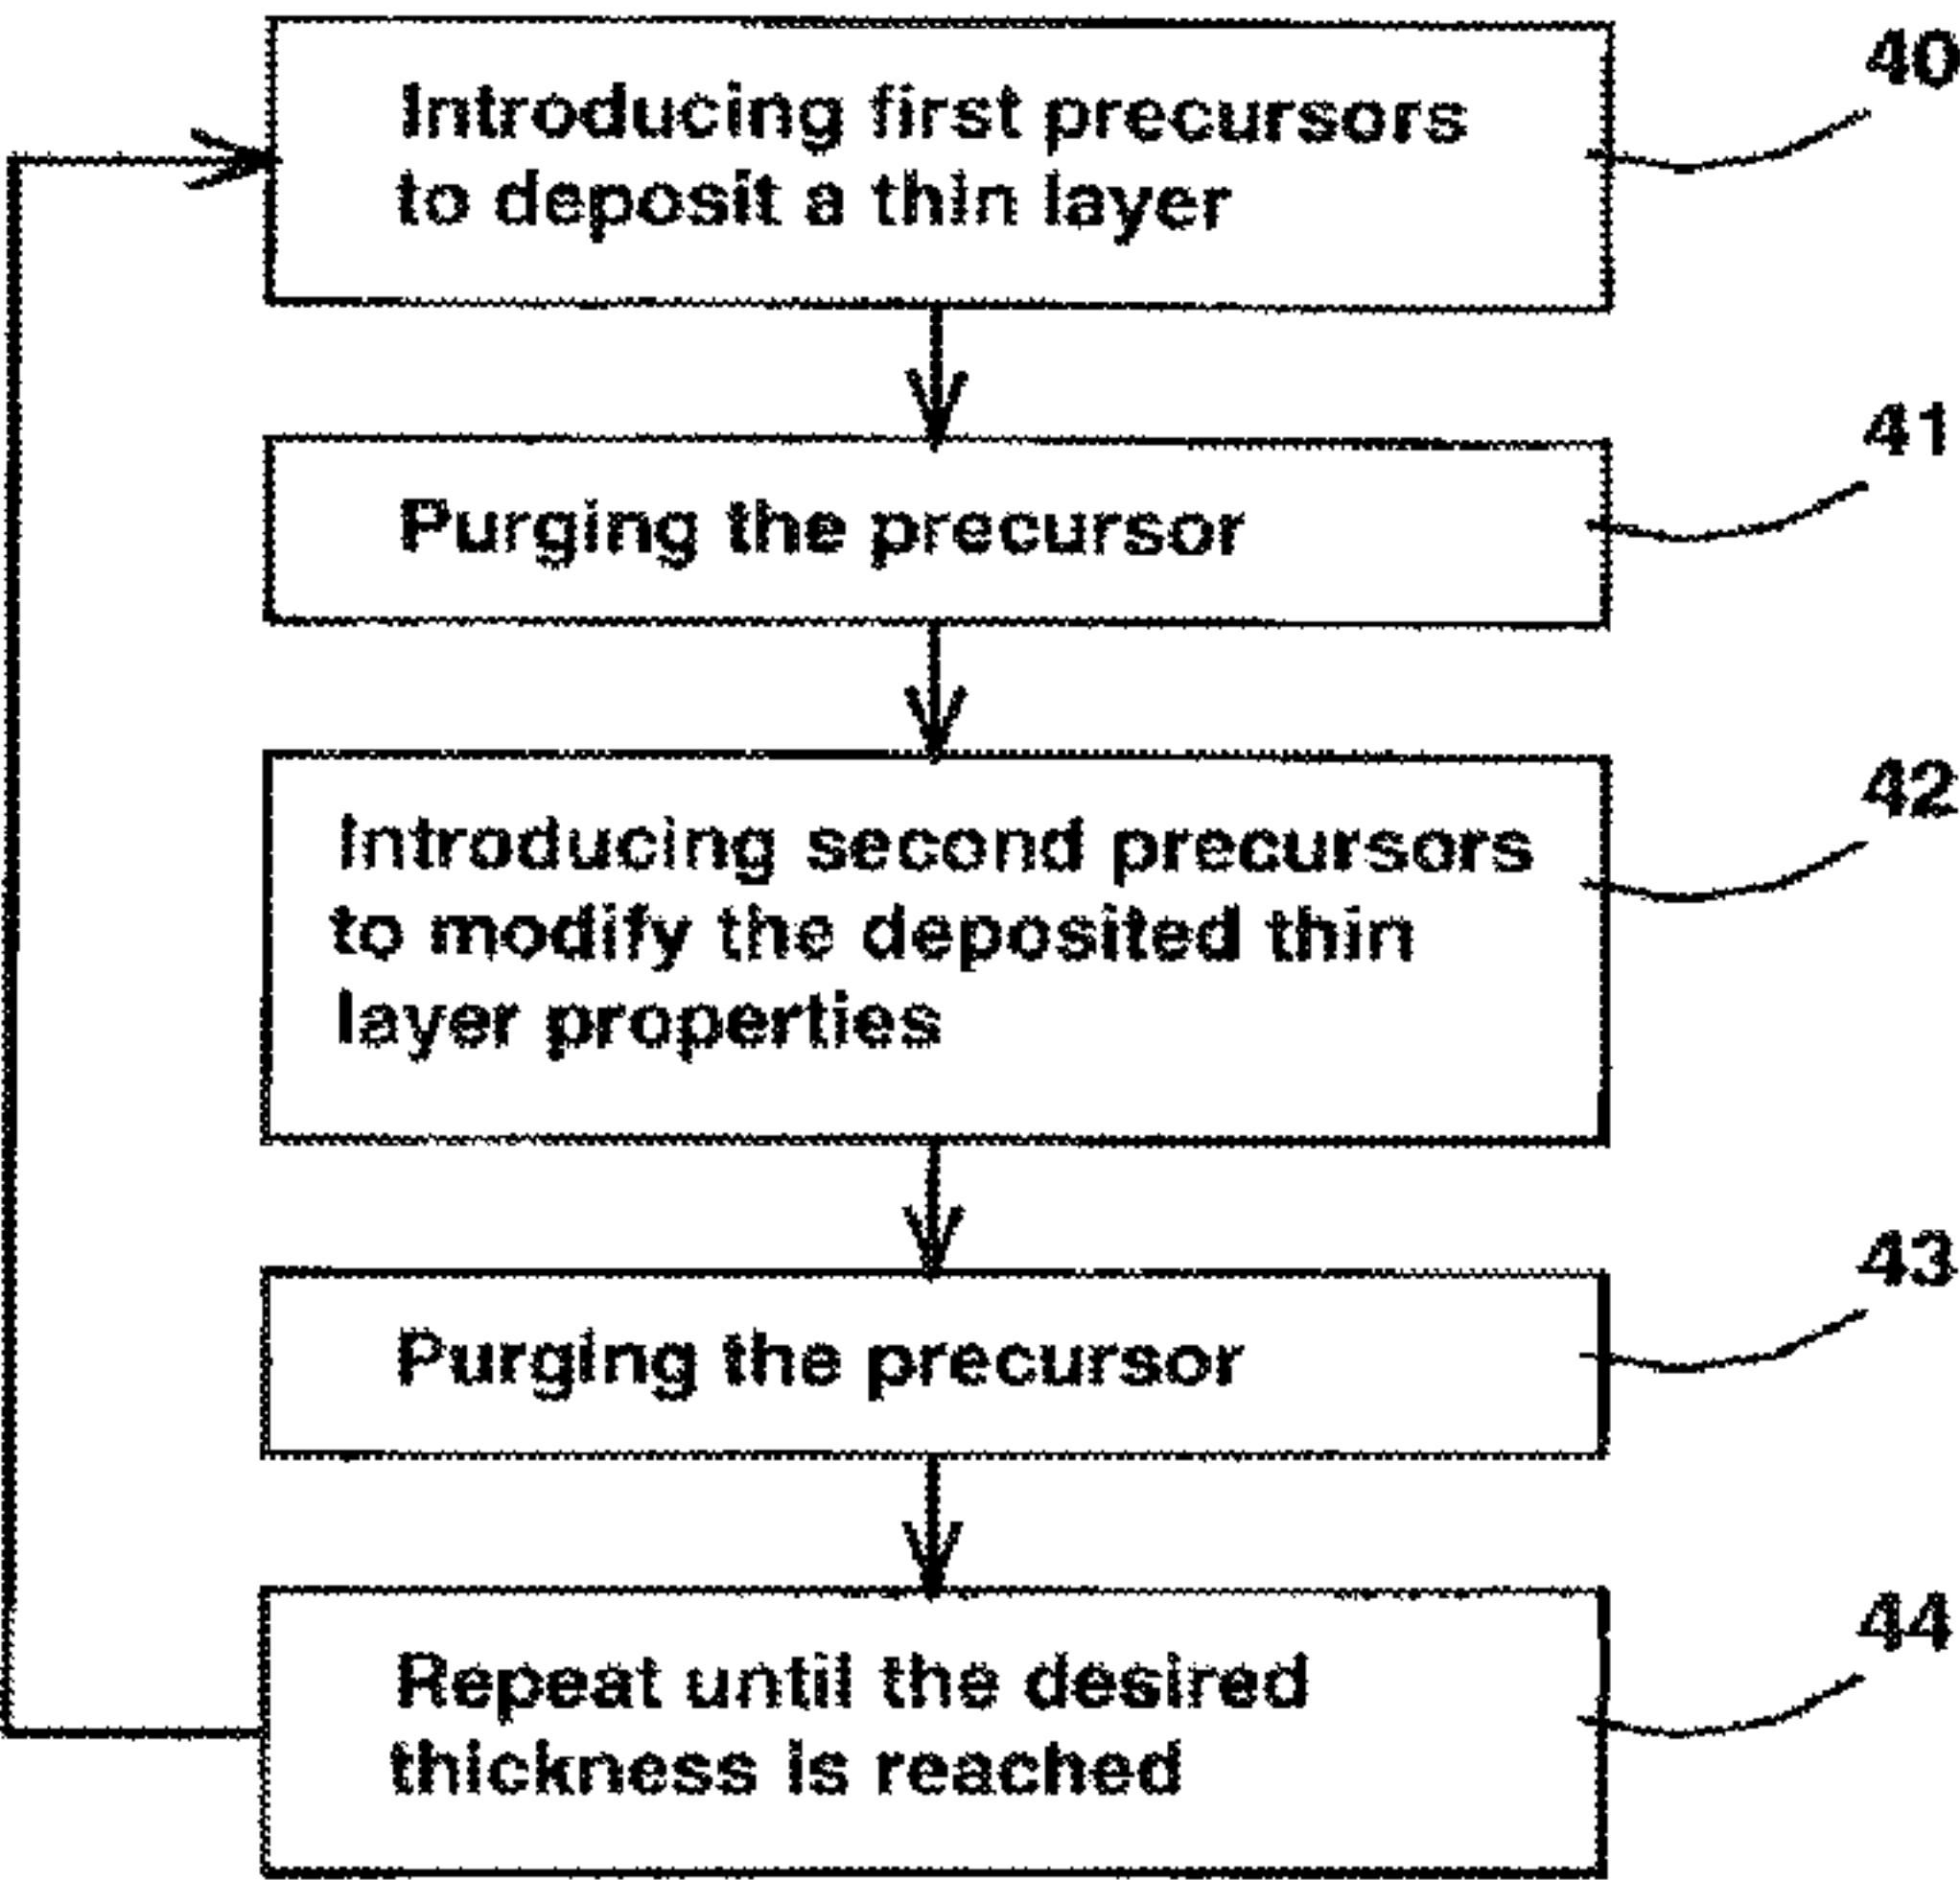 40
Introducing first precursors
to deposit a thin layer
41
Purging the precursor
42
Introducing second precursors
to modify the deposited thin
layer properties
43
Purging the precursor
44
Repeat until the desired
thickness is reached